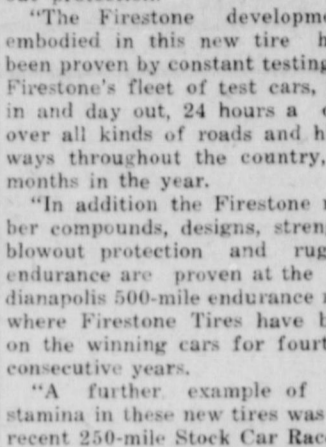 "The Firestone developme
embodied in this new tire h
been proven by constant testing
Firestone's fleet of test cars,
in and day out, 24 hours a
over all kinds of roads and h
ways throughout the country,
months in the year.
"In addition the Firestone r
ber compounds, designs, stren
blowout protection and rug
endurance are proven at the
dianapolis 500-mile endurance r
where Firestone Tires have b
on the winning cars for fourt
consecutive years.
"A further example of
stamina in these new tires was
recent 250-mile Stock Car Rac